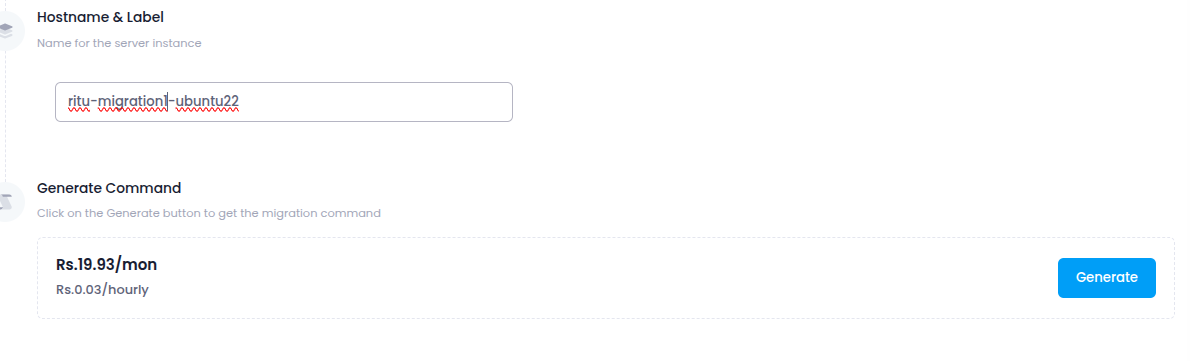 Hostname & Label
Name for the server instance
ritu-migration1-ubuntu22
Generate Command
Click on the Generate button to get the migration command
Rs.19.93/mon
Rs.0.03/hourly
Generate